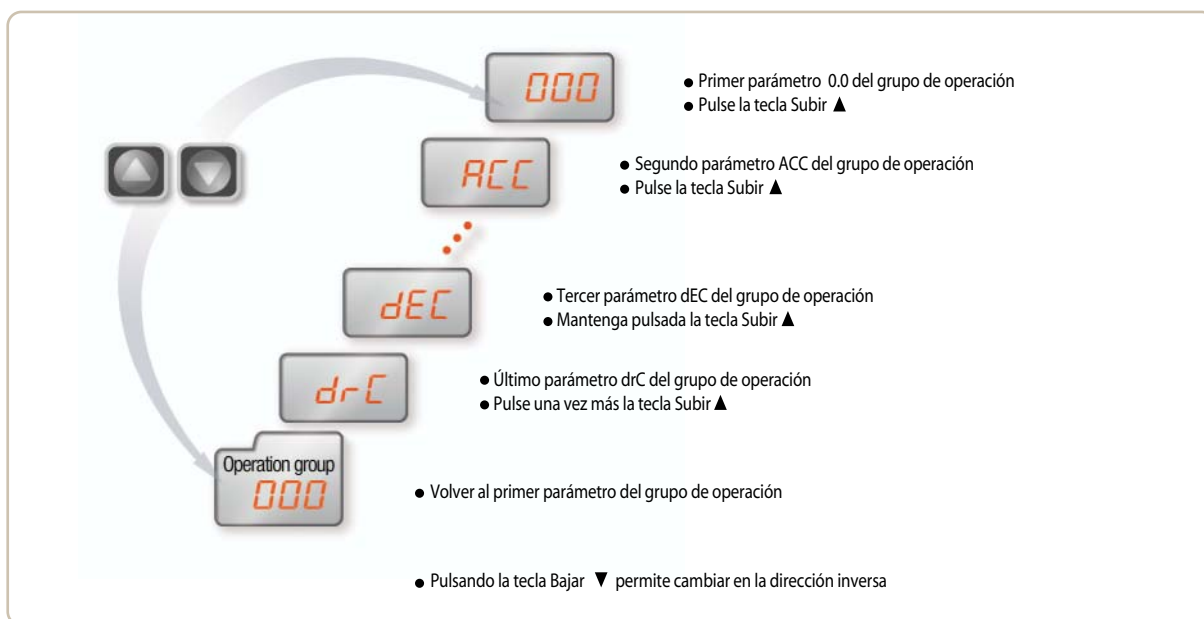 000
● Primer parámetro 0.0 del grupo de operación
● Pulse la tecla Subir ▲
ACC
● Segundo parámetro ACC del grupo de operación
● Pulse la tecla Subir ▲
dEC
● Tercer parámetro dEC del grupo de operación
● Mantenga pulsada la tecla Subir ▲
drC
● Último parámetro drC del grupo de operación
● Pulse una vez más la tecla Subir ▲
Operation group
000
● Volver al primer parámetro del grupo de operación
● Pulsando la tecla Bajar ▼ permite cambiar en la dirección inversa